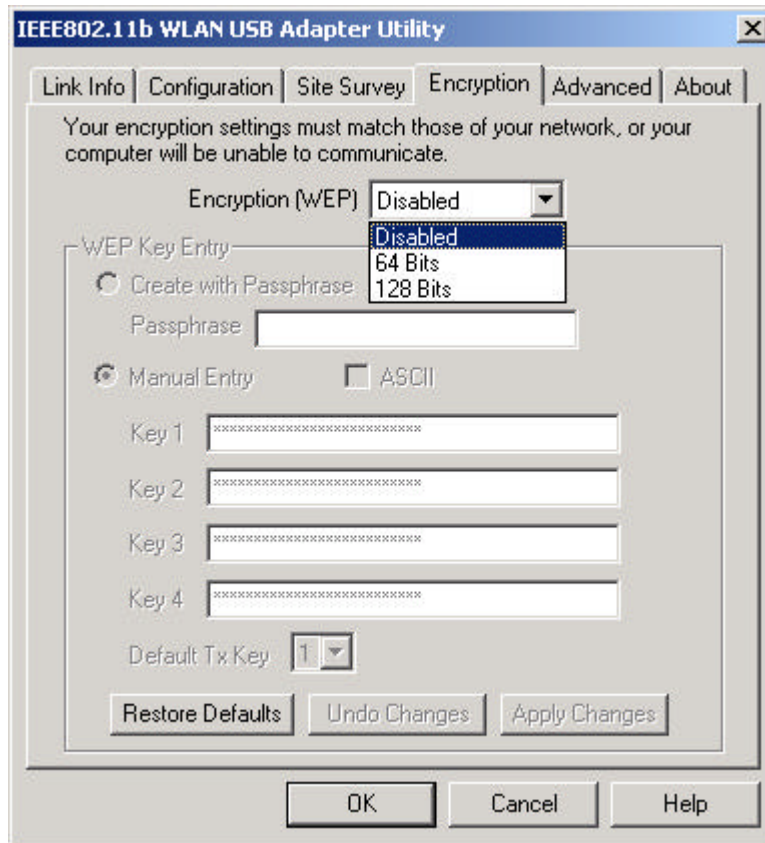 IEEE802.11b WLAN USB Adapter Utility
Link Info Configuration Site Survey Encryption Advanced About
Your encryption settings must match those of your network, or your
computer will be unable to communicate.
Encryption (WEP) Disabled
Disabled
64 Bits
128 Bits
WEP Key Entry
Create with Passphrase
Passphrase
Manual Entry ASCII
Key 1 **************************
Key 2 **************************
Key 3 **************************
Key 4 **************************
Default Tx Key 1
Restore Defaults Undo Changes Apply Changes
OK Cancel Help